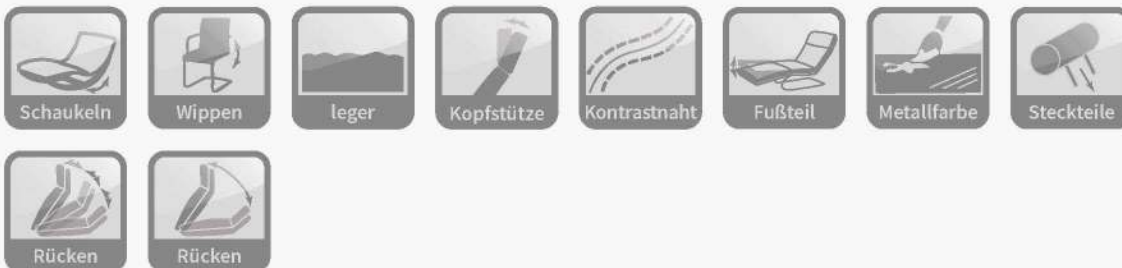 Schaukeln
Wippen
leger
Kopfstütze
Kontrastnaht
Fußteil
Metallfarbe
Steckteile
Rücken
Rücken